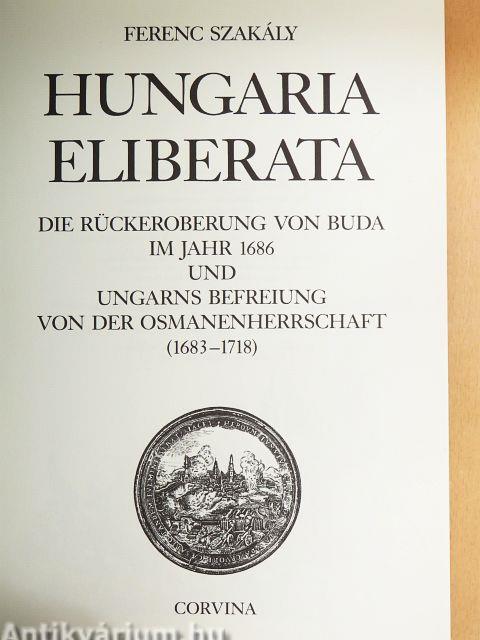 FERENC SZAKÁLY
HUNGARIA
ELIBERATA
DIE RÜCKEROBERUNG VON BUDA
IM JAHR 1686
UND
UNGARNS BEFREIUNG
VON DER OSMANENHERRSCHAFT
(1683–1718)
CORVINA
Antikvárium.hu